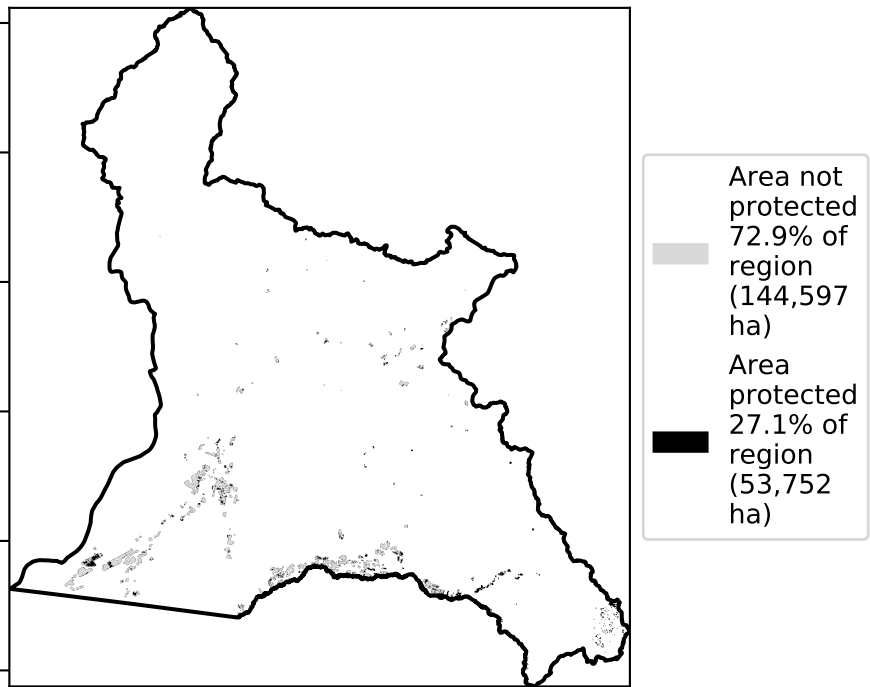 Area not
protected
72.9% of
region
(144,597
ha)
Area
protected
27.1% of
region
(53,752
ha)